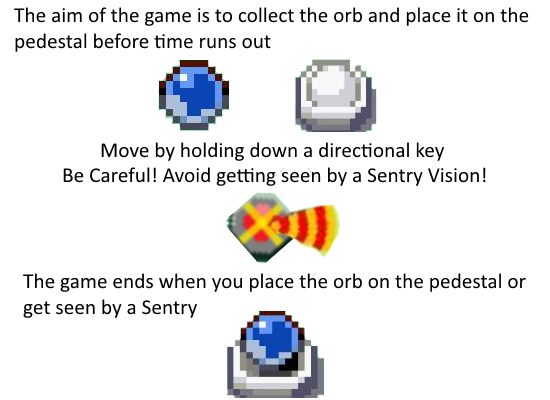 The aim of the game is to collect the orb and place it on the
pedestal before time runs out
Move by holding down a directional key
Be Careful! Avoid getting seen by a Sentry Vision!
The game ends when you place the orb on the pedestal or
get seen by a Sentry